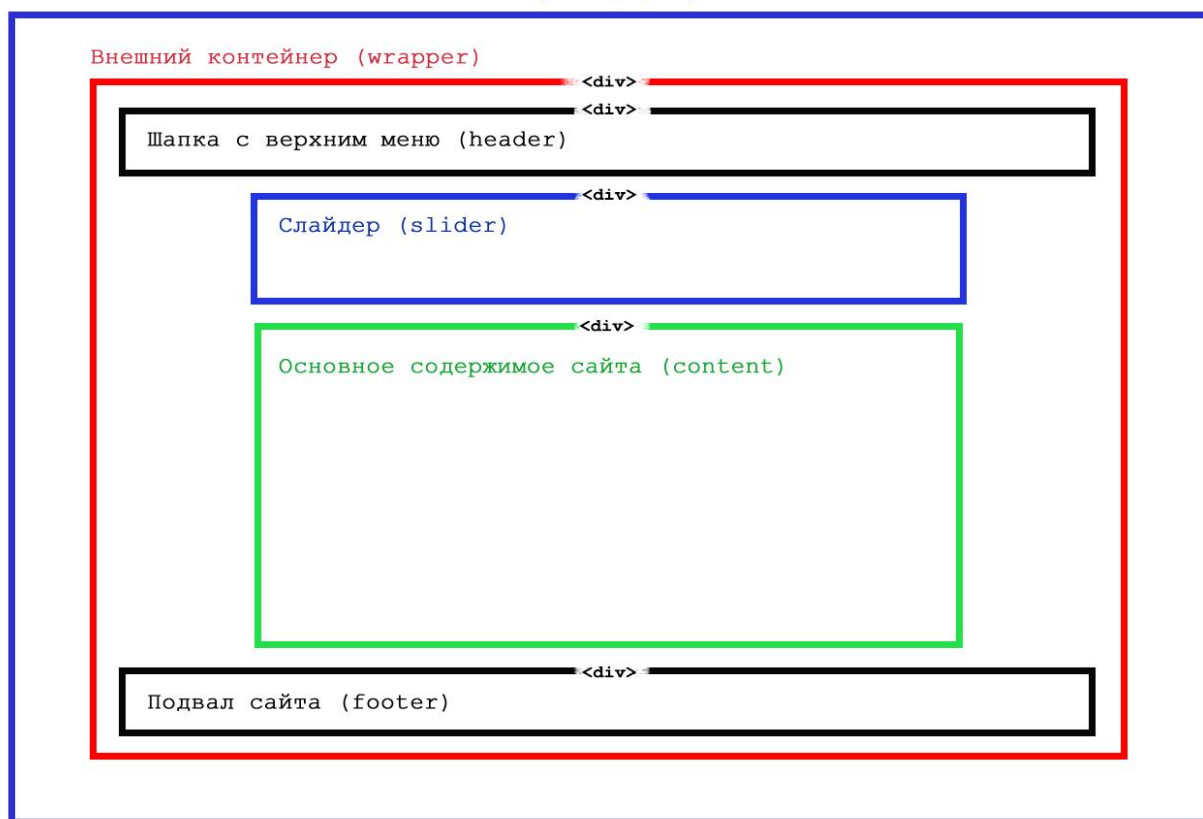 Внешний контейнер (wrapper)
<div>
<div>
Шапка с верхним меню (header)
<div>
Слайдер (slider)
<div>
Основное содержимое сайта (content)
<div>
Подвал сайта (footer)